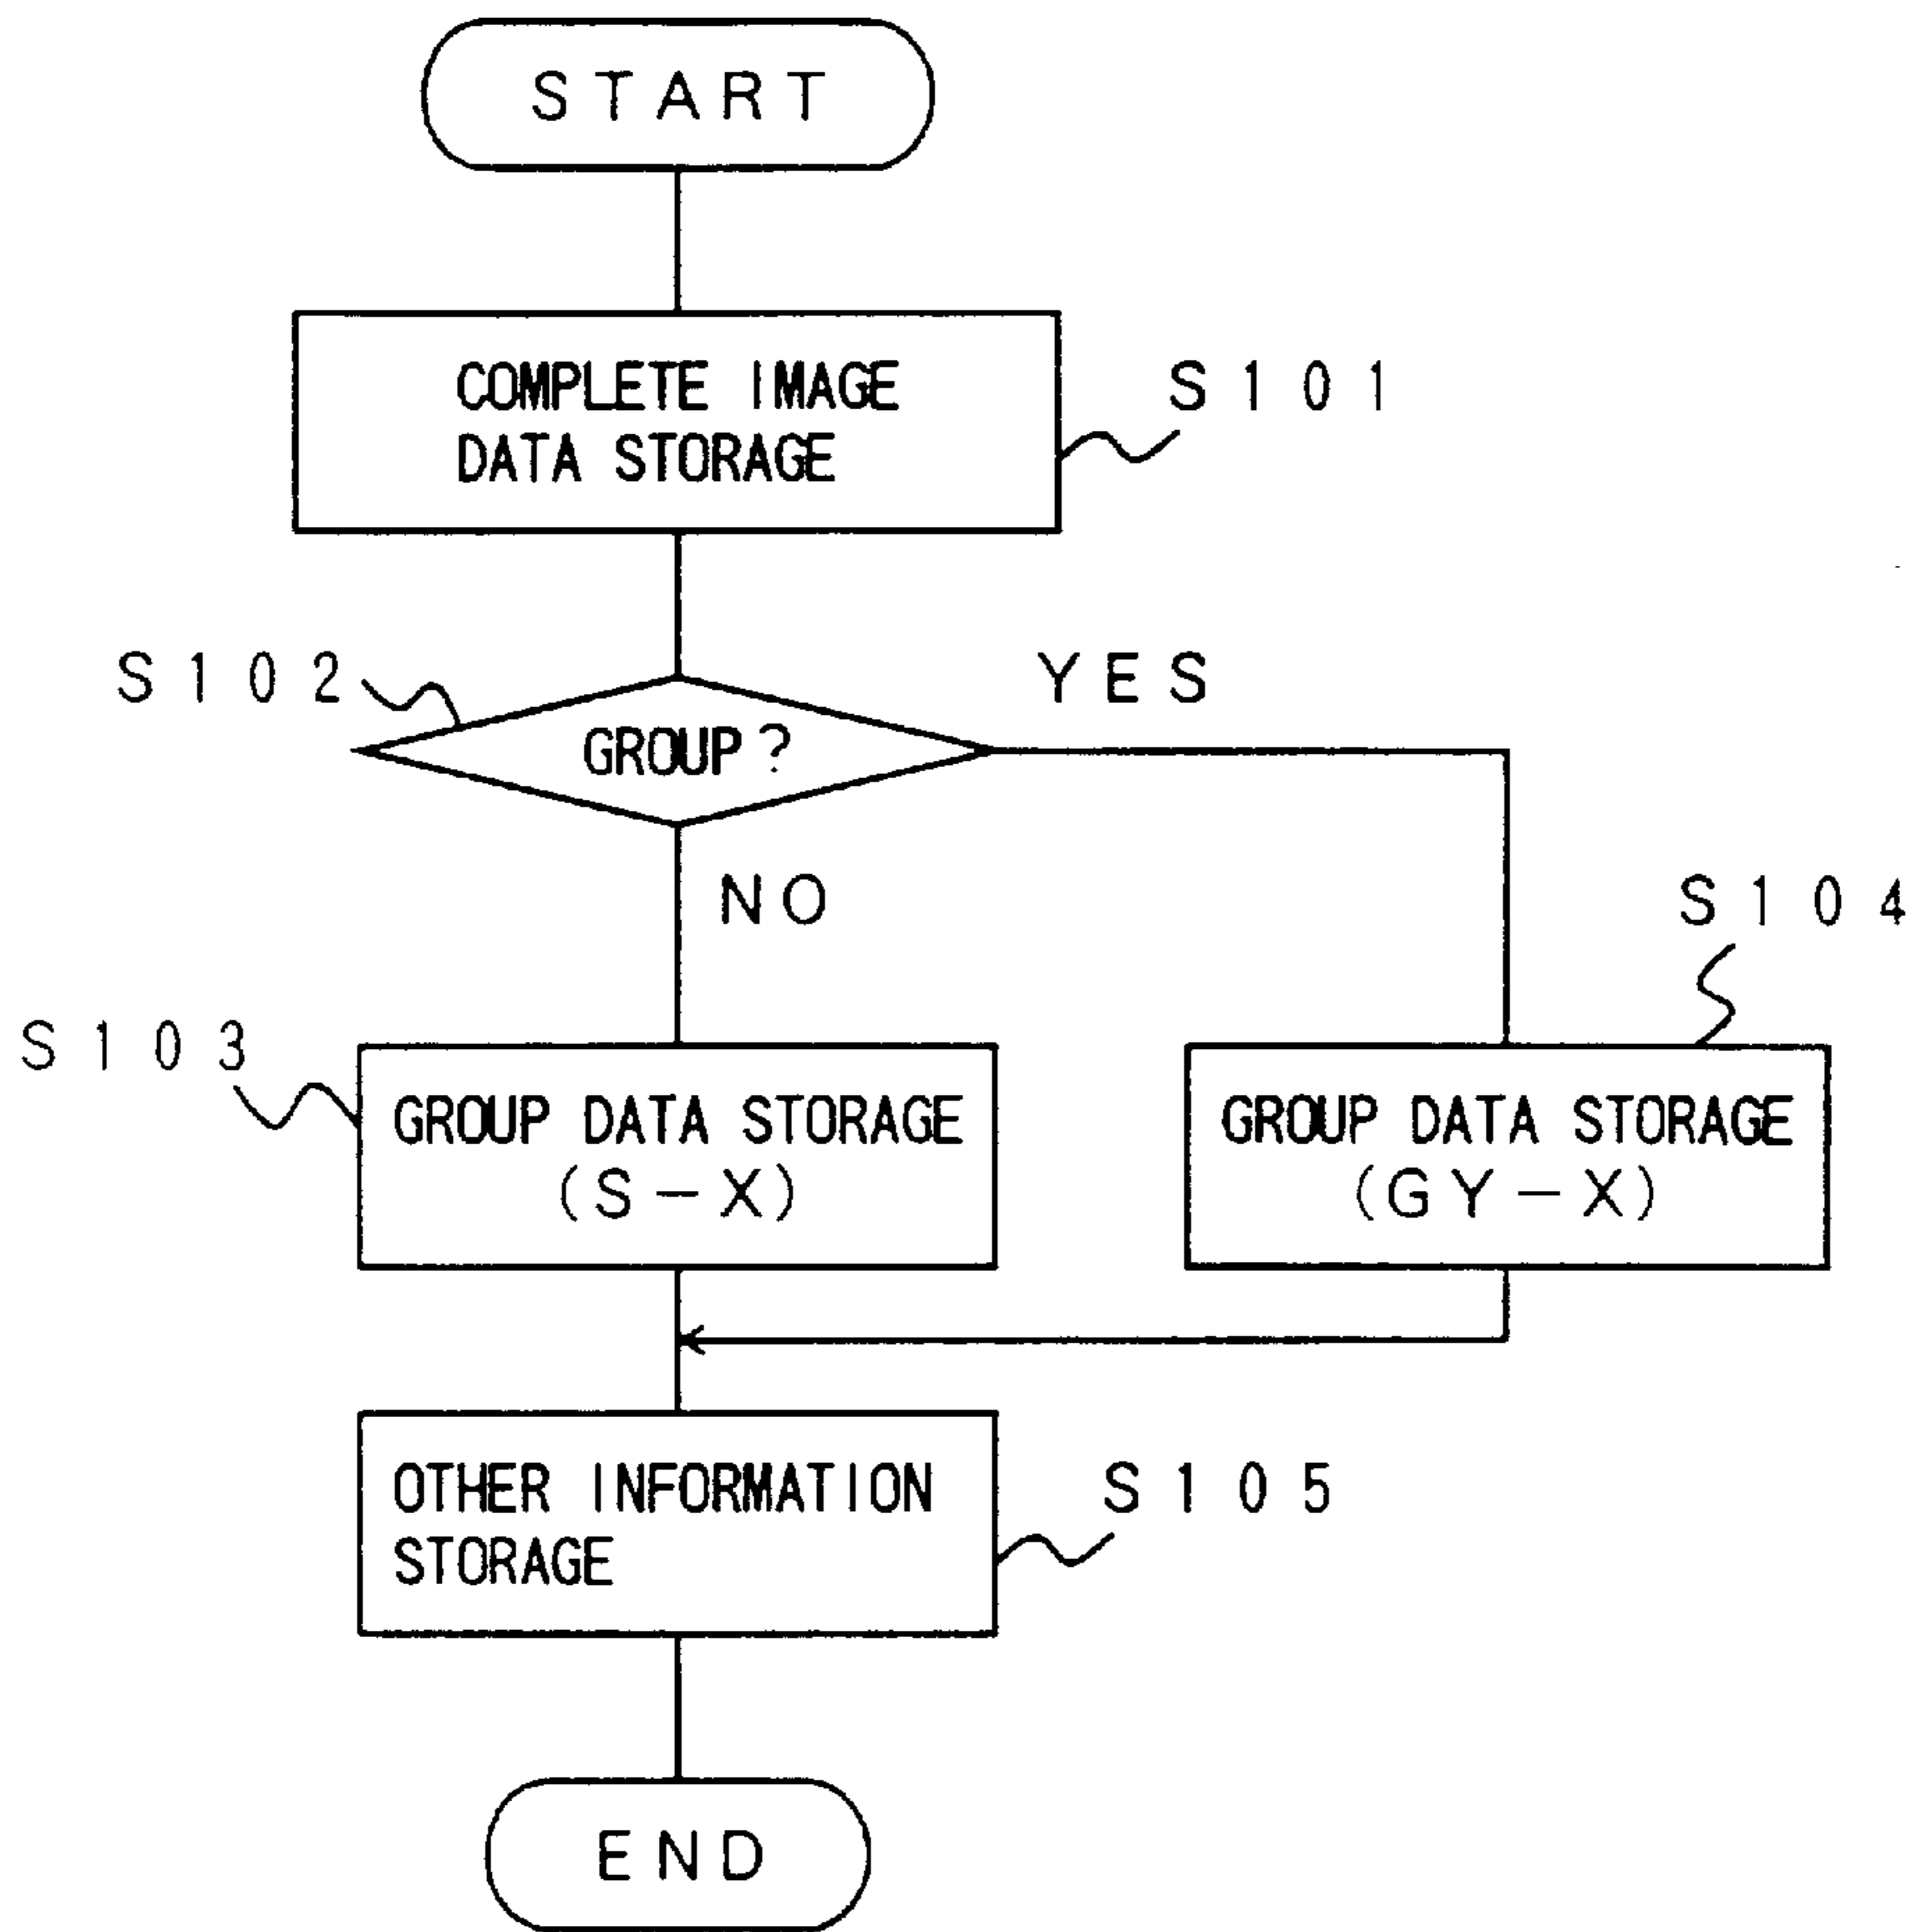 START
COMPLETE IMAGE
DATA STORAGE
S101
S102
GROUP?
YES
NO
S103
GROUP DATA STORAGE
(S-X)
S104
GROUP DATA STORAGE
(GY-X)
OTHER INFORMATION
STORAGE
S105
END